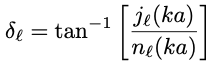 δ_ℓ = tan⁻¹ [ j_ℓ(ka) / n_ℓ(ka) ]